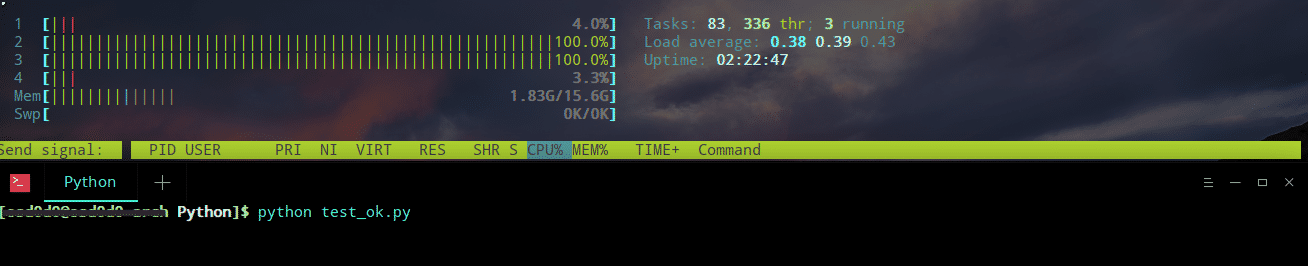 1 [||| 4.0%] Tasks: 83, 336 thr; 3 running
2 [||||||||||||||||||||||||||||||||||||||||||||||||||||||||100.0%] Load average: 0.38 0.39 0.43
3 [||||||||||||||||||||||||||||||||||||||||||||||||||||||||100.0%] Uptime: 02:22:47
4 [||| 3.3%]
Mem[|||||||||||||| 1.83G/15.6G]
Swp[ 0K/0K]
Send signal: PID USER PRI NI VIRT RES SHR S CPU% MEM% TIME+ Command
Python
Python]$ python test_ok.py